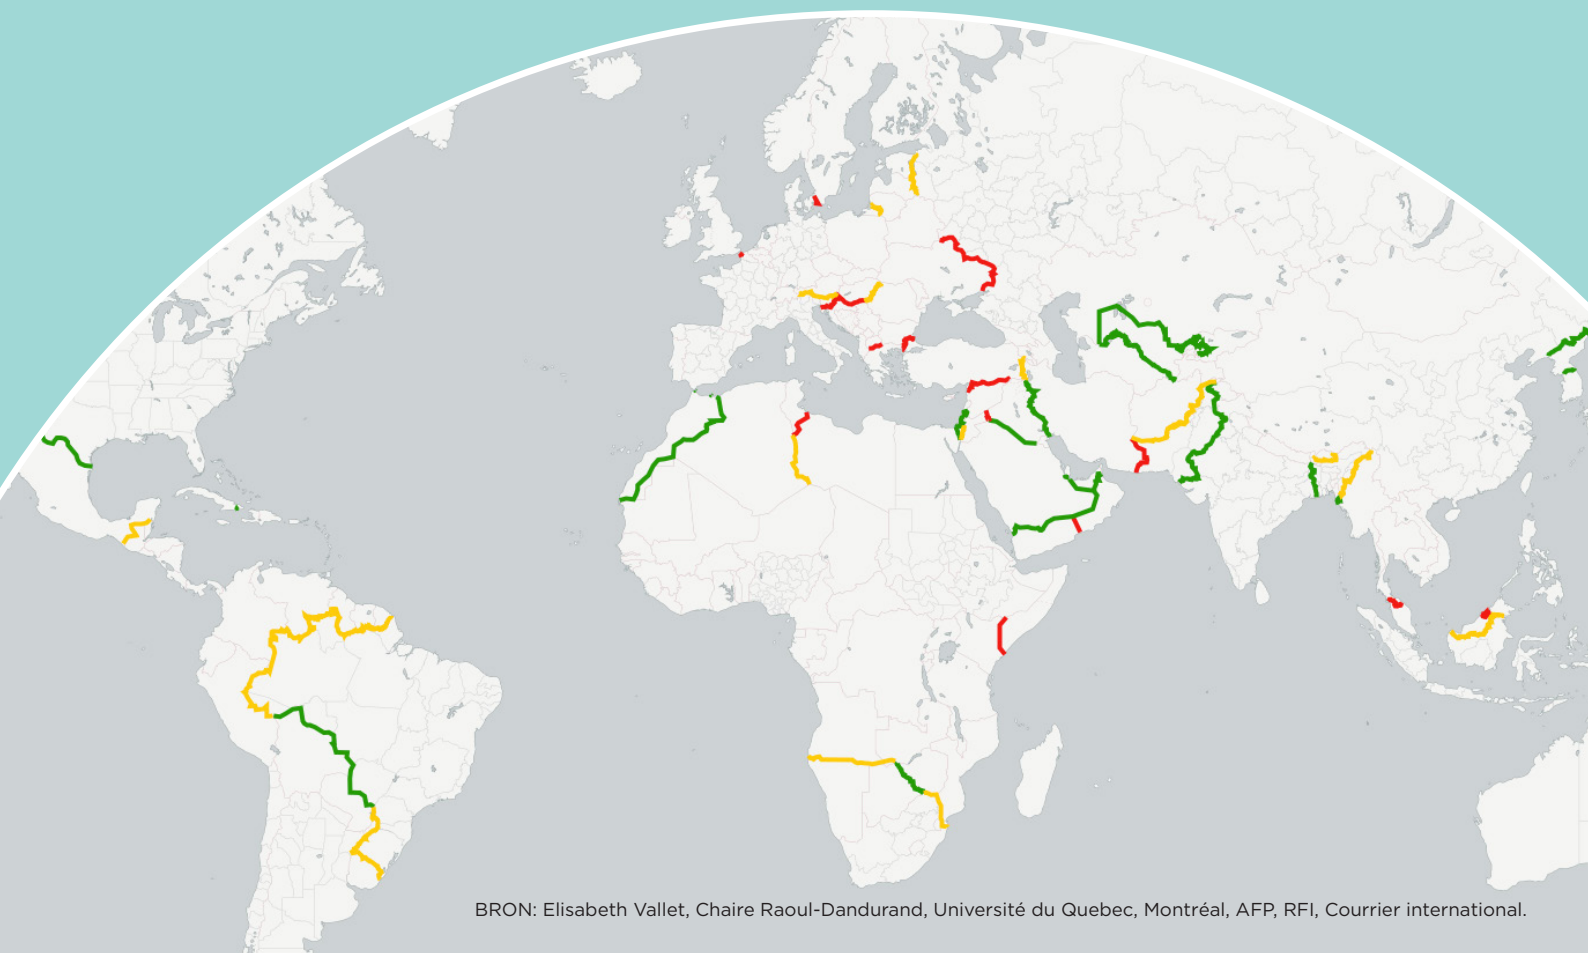 BRON: Elisabeth Vallet, Chaire Raoul-Dandurand, Université du Quebec, Montréal, AFP, RFI, Courrier international.